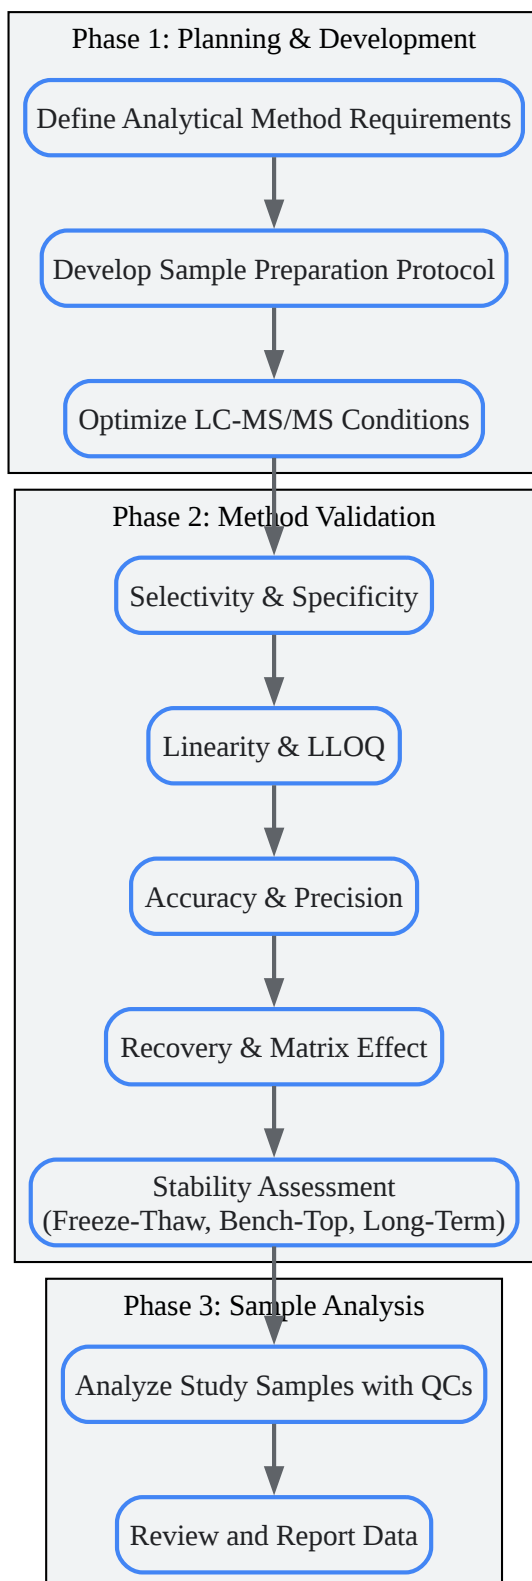 Phase 1: Planning & Development
Define Analytical Method Requirements
Develop Sample Preparation Protocol
Optimize LC-MS/MS Conditions
Phase 2: Method Validation
Selectivity & Specificity
Linearity & LLOQ
Accuracy & Precision
Recovery & Matrix Effect
Stability Assessment
(Freeze-Thaw, Bench-Top, Long-Term)
Phase 3: Sample Analysis
Analyze Study Samples with QCs
Review and Report Data